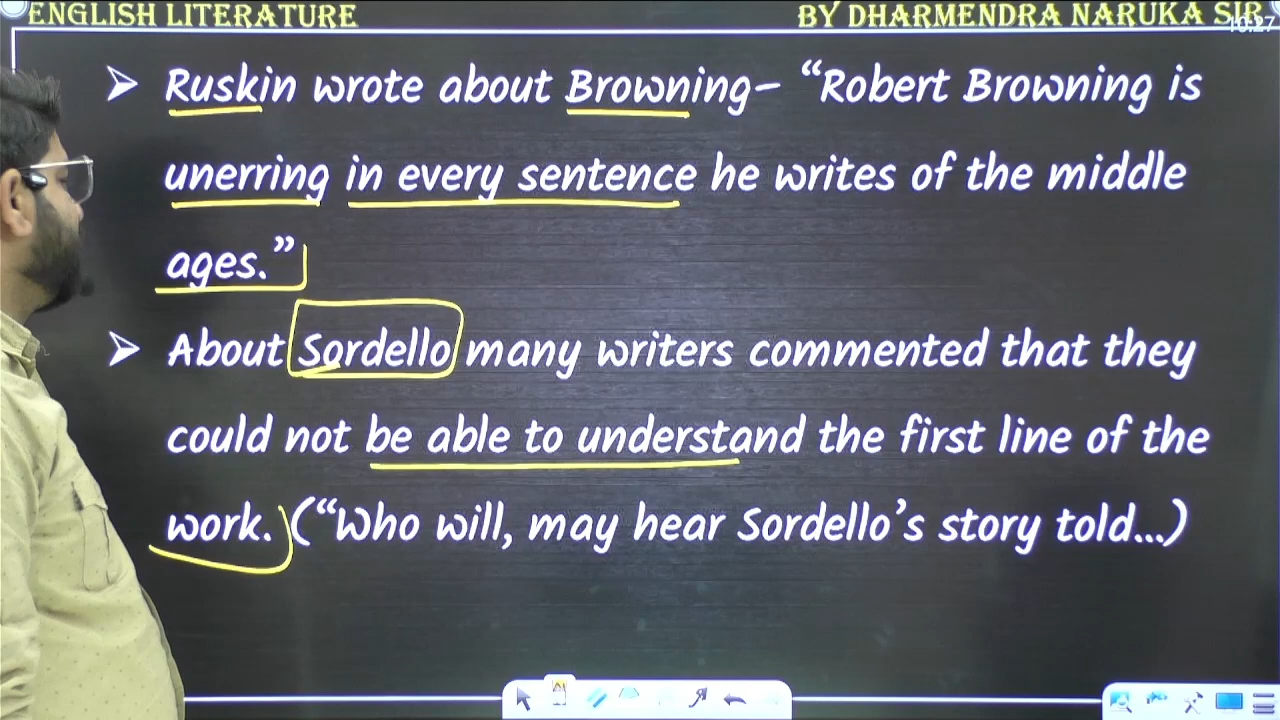 ENGLISH LITERATURE BY DHARMENDRA NARUKA SIR
10:27
➢ Ruskin wrote about Browning– “Robert Browning is
unerring in every sentence he writes of the middle
ages.”
➢ About Sordello many writers commented that they
could not be able to understand the first line of the
work. (“Who will, may hear Sordello’s story told...)